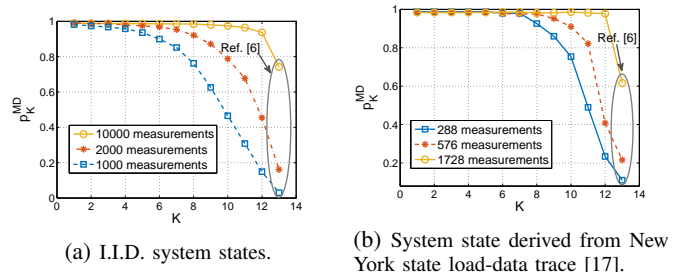 1
0.8
0.6
0.4
0.2
0
p_K^MD
Ref. [6]
10000 measurements
2000 measurements
1000 measurements
0 2 4 6 8 10 12 14
K
(a) I.I.D. system states.
1
0.8
0.6
0.4
0.2
p_K^MD
Ref. [6]
288 measurements
576 measurements
1728 measurements
0 2 4 6 8 10 12 14
K
(b) System state derived from New
York state load-data trace [17].